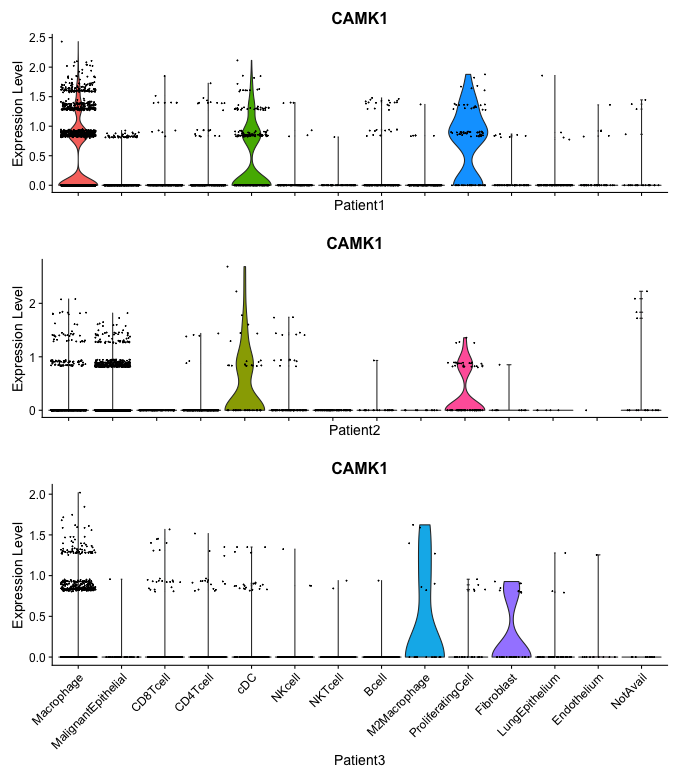 CAMK1
Expression Level
2.5
2.0
1.5
1.0
0.5
0.0
Patient1
CAMK1
Expression Level
2
1
0
Patient2
CAMK1
Expression Level
2.0
1.5
1.0
0.5
0.0
Macrophage
MalignantEpithelial
CD8Tcell
CD4Tcell
cDC
NKcell
NKTcell
Bcell
M2Macrophage
ProliferatingCell
Fibroblast
LungEpithelium
Endothelium
NotAvail
Patient3